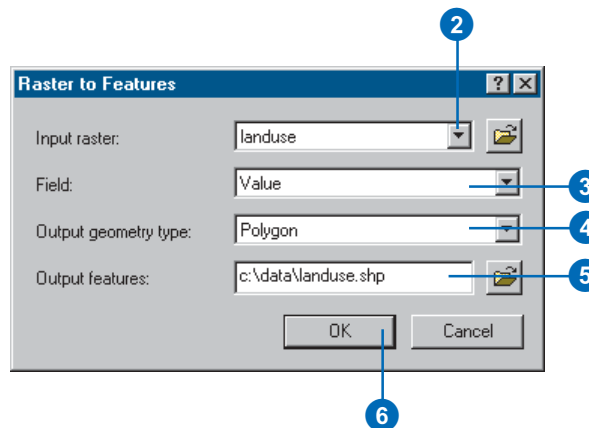 2
Raster to Features
? X
Input raster: landuse
Field: Value 3
Output geometry type: Polygon 4
Output features: c:\data\landuse.shp 5
OK Cancel
6